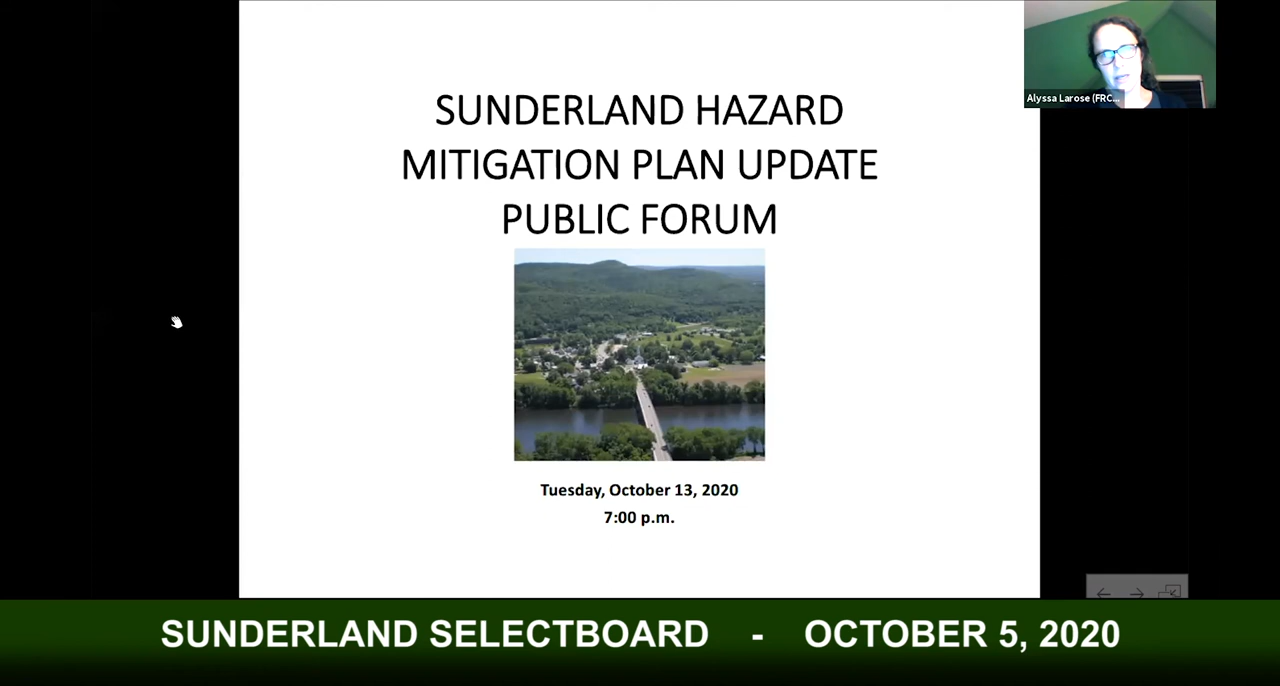 SUNDERLAND HAZARD
MITIGATION PLAN UPDATE
PUBLIC FORUM
Alyssa Larose (FRC...
Tuesday, October 13, 2020
7:00 p.m.
SUNDERLAND SELECTBOARD - OCTOBER 5, 2020